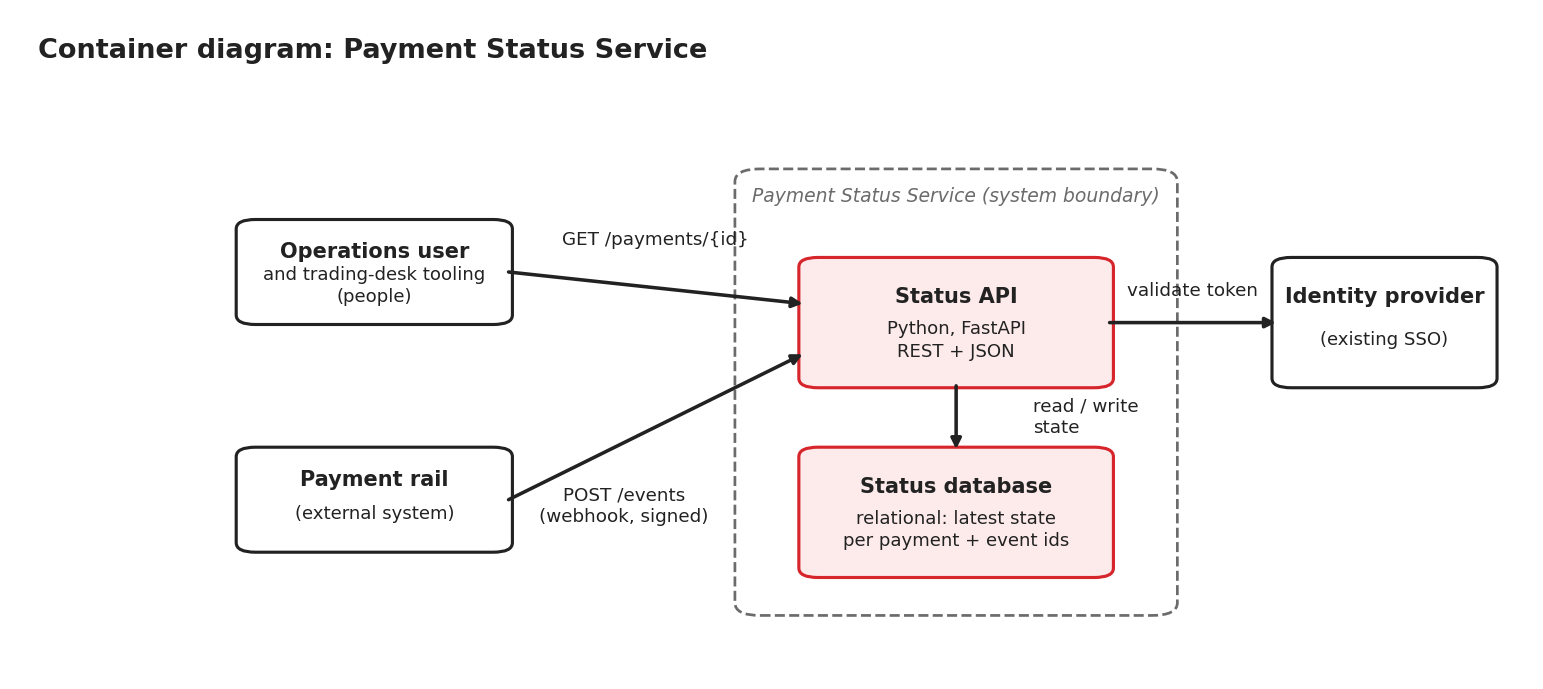 Container diagram: Payment Status Service
Payment Status Service (system boundary)
Operations user
and trading-desk tooling
(people)
GET /payments/{id}
Status API
Python, FastAPI
REST + JSON
validate token
Identity provider
(existing SSO)
read / write
state
Payment rail
(external system)
POST /events
(webhook, signed)
Status database
relational: latest state
per payment + event ids